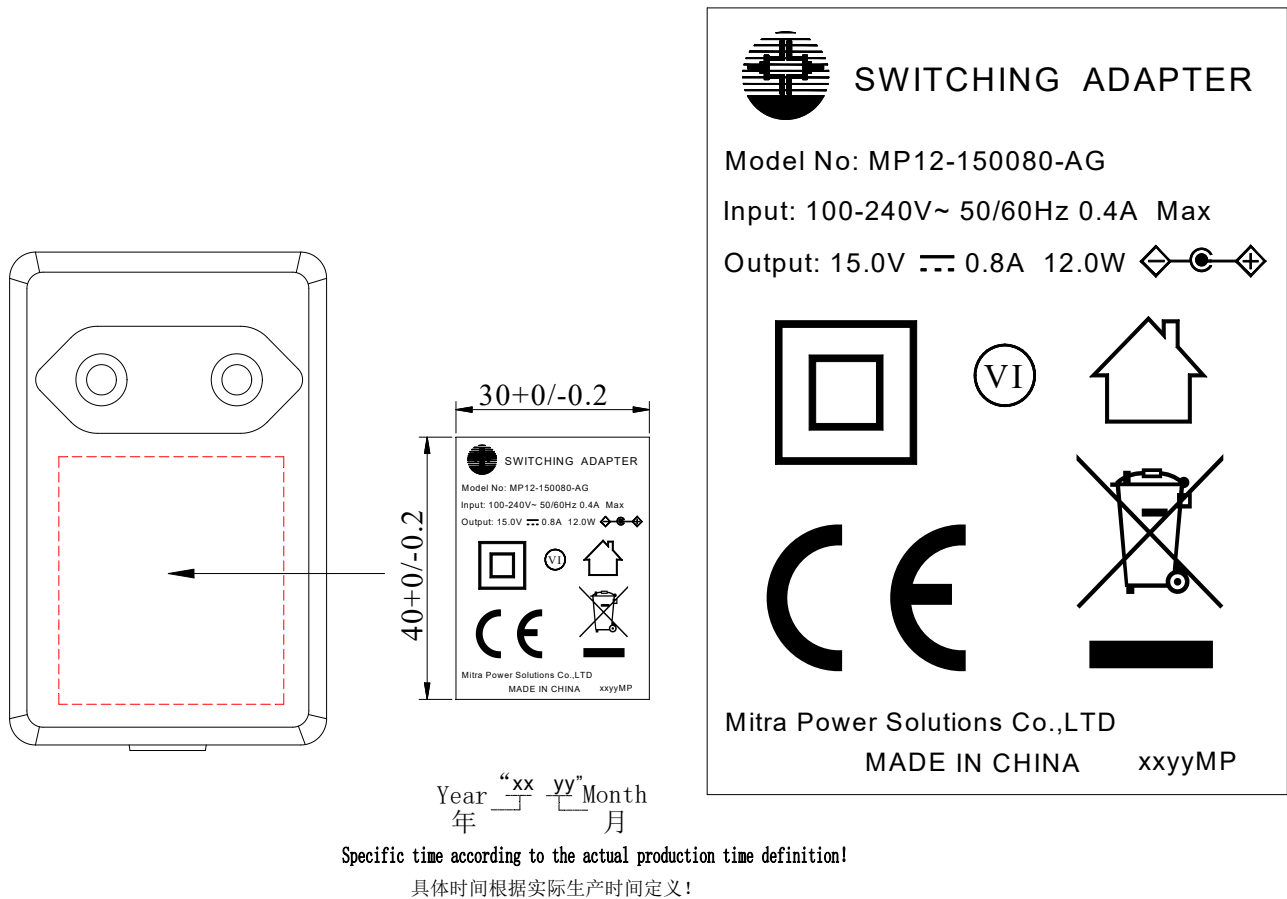 SWITCHING ADAPTER
Model No: MP12-150080-AG
Input: 100-240V~ 50/60Hz 0.4A Max
Output: 15.0V ⎓ 0.8A 12.0W
VI
CE
Mitra Power Solutions Co.,LTD
MADE IN CHINA xxyyMP
30+0/-0.2
40+0/-0.2
SWITCHING ADAPTER
Model No: MP12-150080-AG
Input: 100-240V~ 50/60Hz 0.4A Max
Output: 15.0V ⎓ 0.8A 12.0W
VI
CE
Mitra Power Solutions Co.,LTD
MADE IN CHINA xxyyMP
Year “xx yy” Month
年 月
Specific time according to the actual production time definition!
具体时间根据实际生产时间定义!